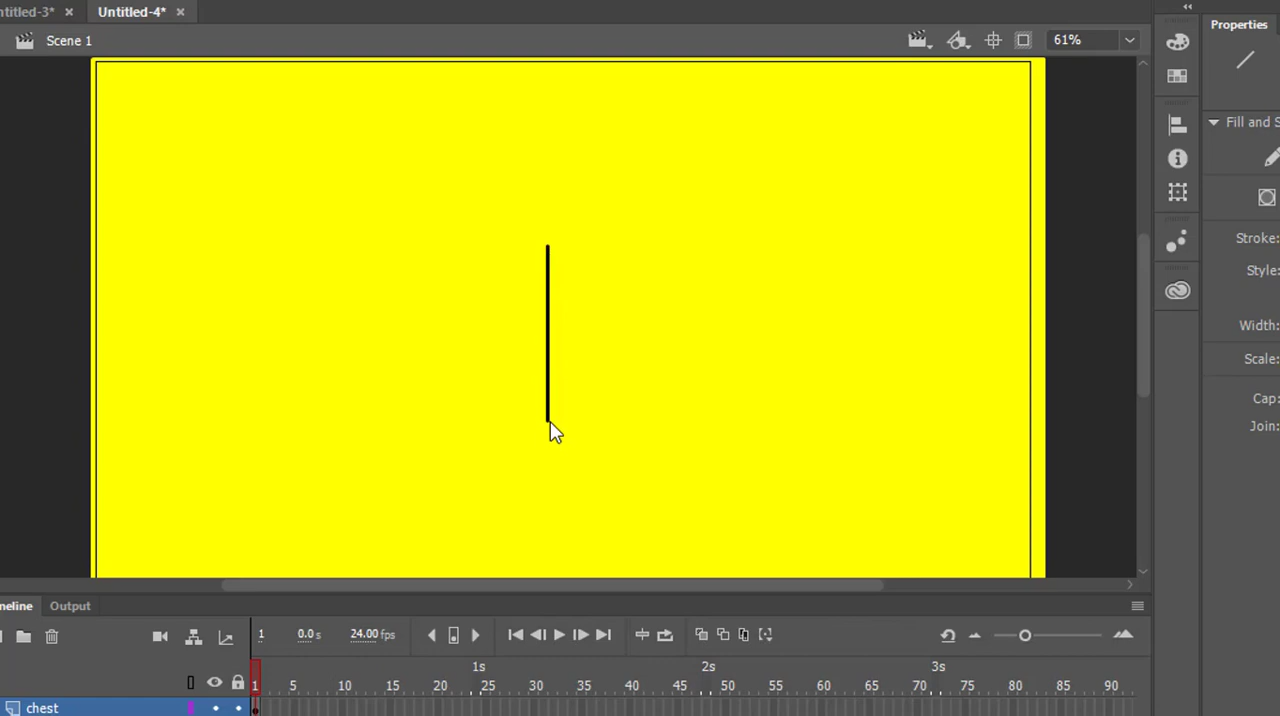 ntitled-3* × Untitled-4* ×
Scene 1
61%
Properties
Fill and S
Stroke:
Style:
Width:
Scale:
Cap:
Join:
neline Output
1 0.0 s 24.00 fps
1s 2s 3s
1 5 10 15 20 25 30 35 40 45 50 55 60 65 70 75 80 85 90
chest